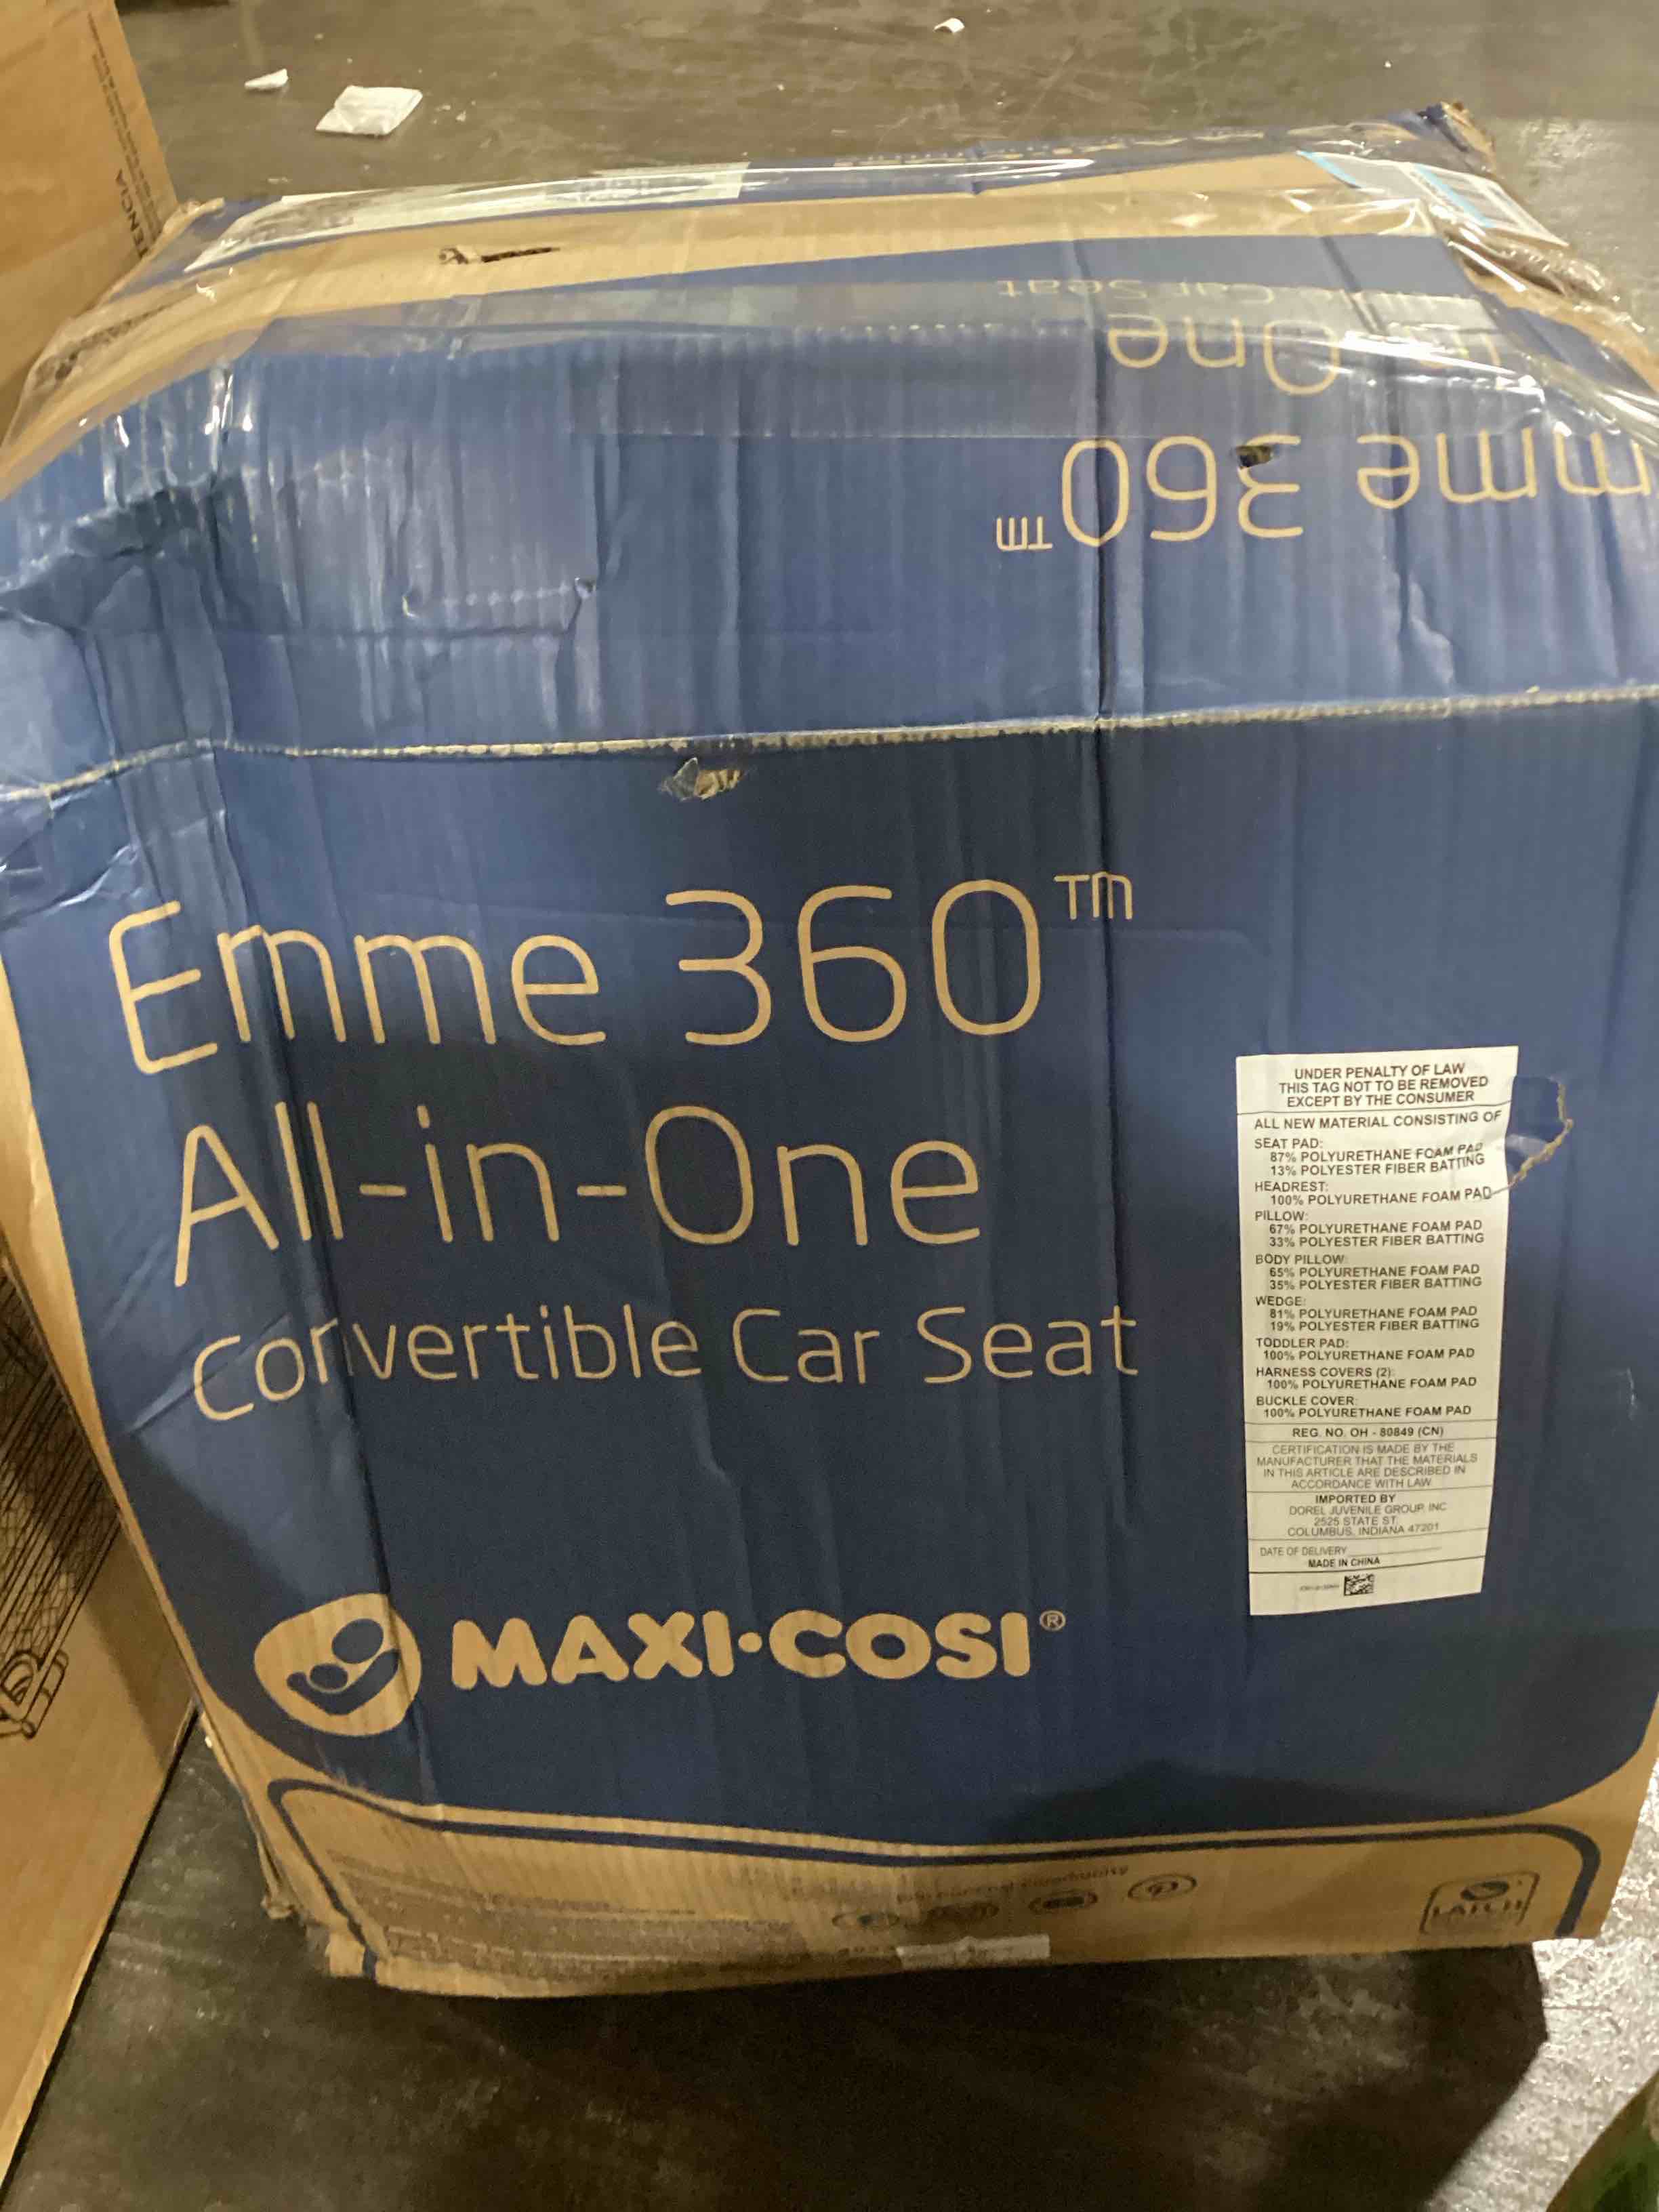 TENCIA
Car Seat
One
mme 360™
Emme 360™
All-in-One
Convertible Car Seat
UNDER PENALTY OF LAW
THIS TAG NOT TO BE REMOVED
EXCEPT BY THE CONSUMER
ALL NEW MATERIAL CONSISTING OF
SEAT PAD:
87% POLYURETHANE FOAM PAD
13% POLYESTER FIBER BATTING
HEADREST:
100% POLYURETHANE FOAM PAD
PILLOW:
67% POLYURETHANE FOAM PAD
33% POLYESTER FIBER BATTING
BODY PILLOW:
65% POLYURETHANE FOAM PAD
35% POLYESTER FIBER BATTING
WEDGE:
81% POLYURETHANE FOAM PAD
19% POLYESTER FIBER BATTING
TODDLER PAD:
100% POLYURETHANE FOAM PAD
HARNESS COVERS (2):
100% POLYURETHANE FOAM PAD
BUCKLE COVER:
100% POLYURETHANE FOAM PAD
REG. NO. OH - 80849 (CN)
CERTIFICATION IS MADE BY THE
MANUFACTURER THAT THE MATERIALS
IN THIS ARTICLE ARE DESCRIBED IN
ACCORDANCE WITH LAW.
IMPORTED BY
DOREL JUVENILE GROUP, INC
2525 STATE ST.
COLUMBUS, INDIANA 47201
DATE OF DELIVERY
MADE IN CHINA
MAXI·COSI®
LATCH